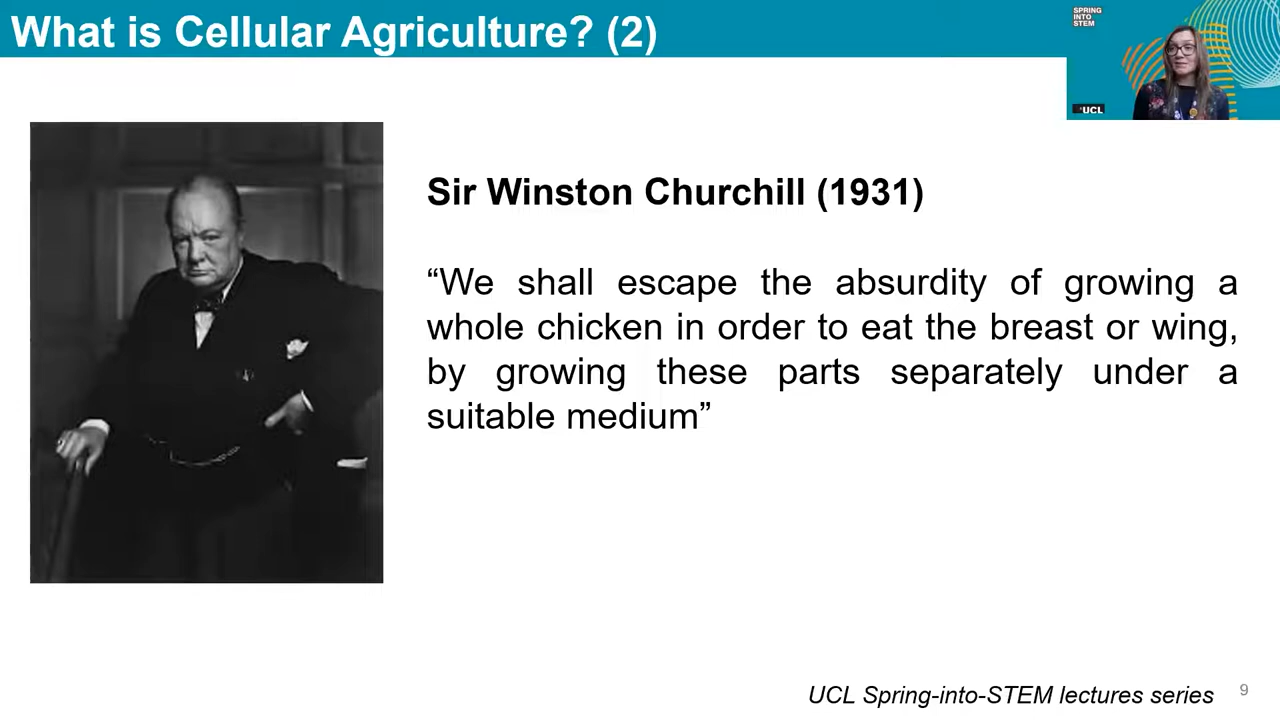 What is Cellular Agriculture? (2)
SPRING
INTO
STEM
UCL
Sir Winston Churchill (1931)
“We shall escape the absurdity of growing a
whole chicken in order to eat the breast or wing,
by growing these parts separately under a
suitable medium”
UCL Spring-into-STEM lectures series
9